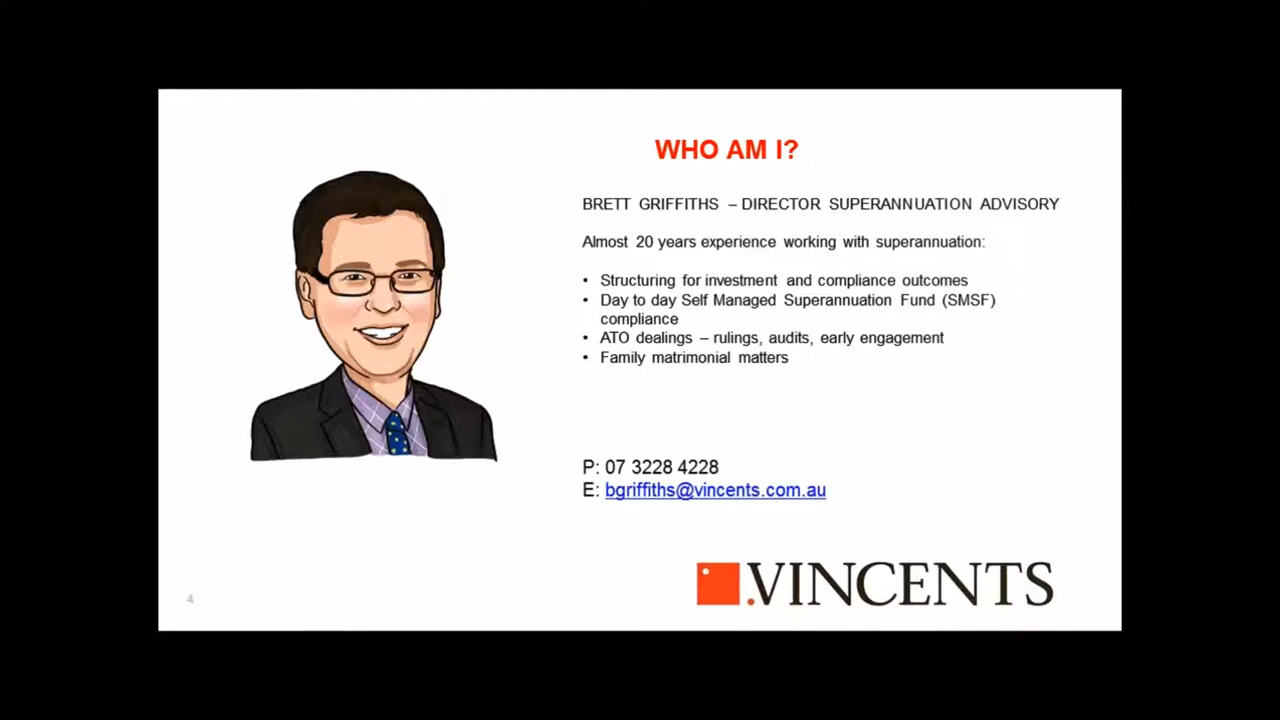 WHO AM I?
BRETT GRIFFITHS – DIRECTOR SUPERANNUATION ADVISORY
Almost 20 years experience working with superannuation:
• Structuring for investment and compliance outcomes
• Day to day Self Managed Superannuation Fund (SMSF)
compliance
• ATO dealings – rulings, audits, early engagement
• Family matrimonial matters
P: 07 3228 4228
E: bgriffiths@vincents.com.au
.VINCENTS
4